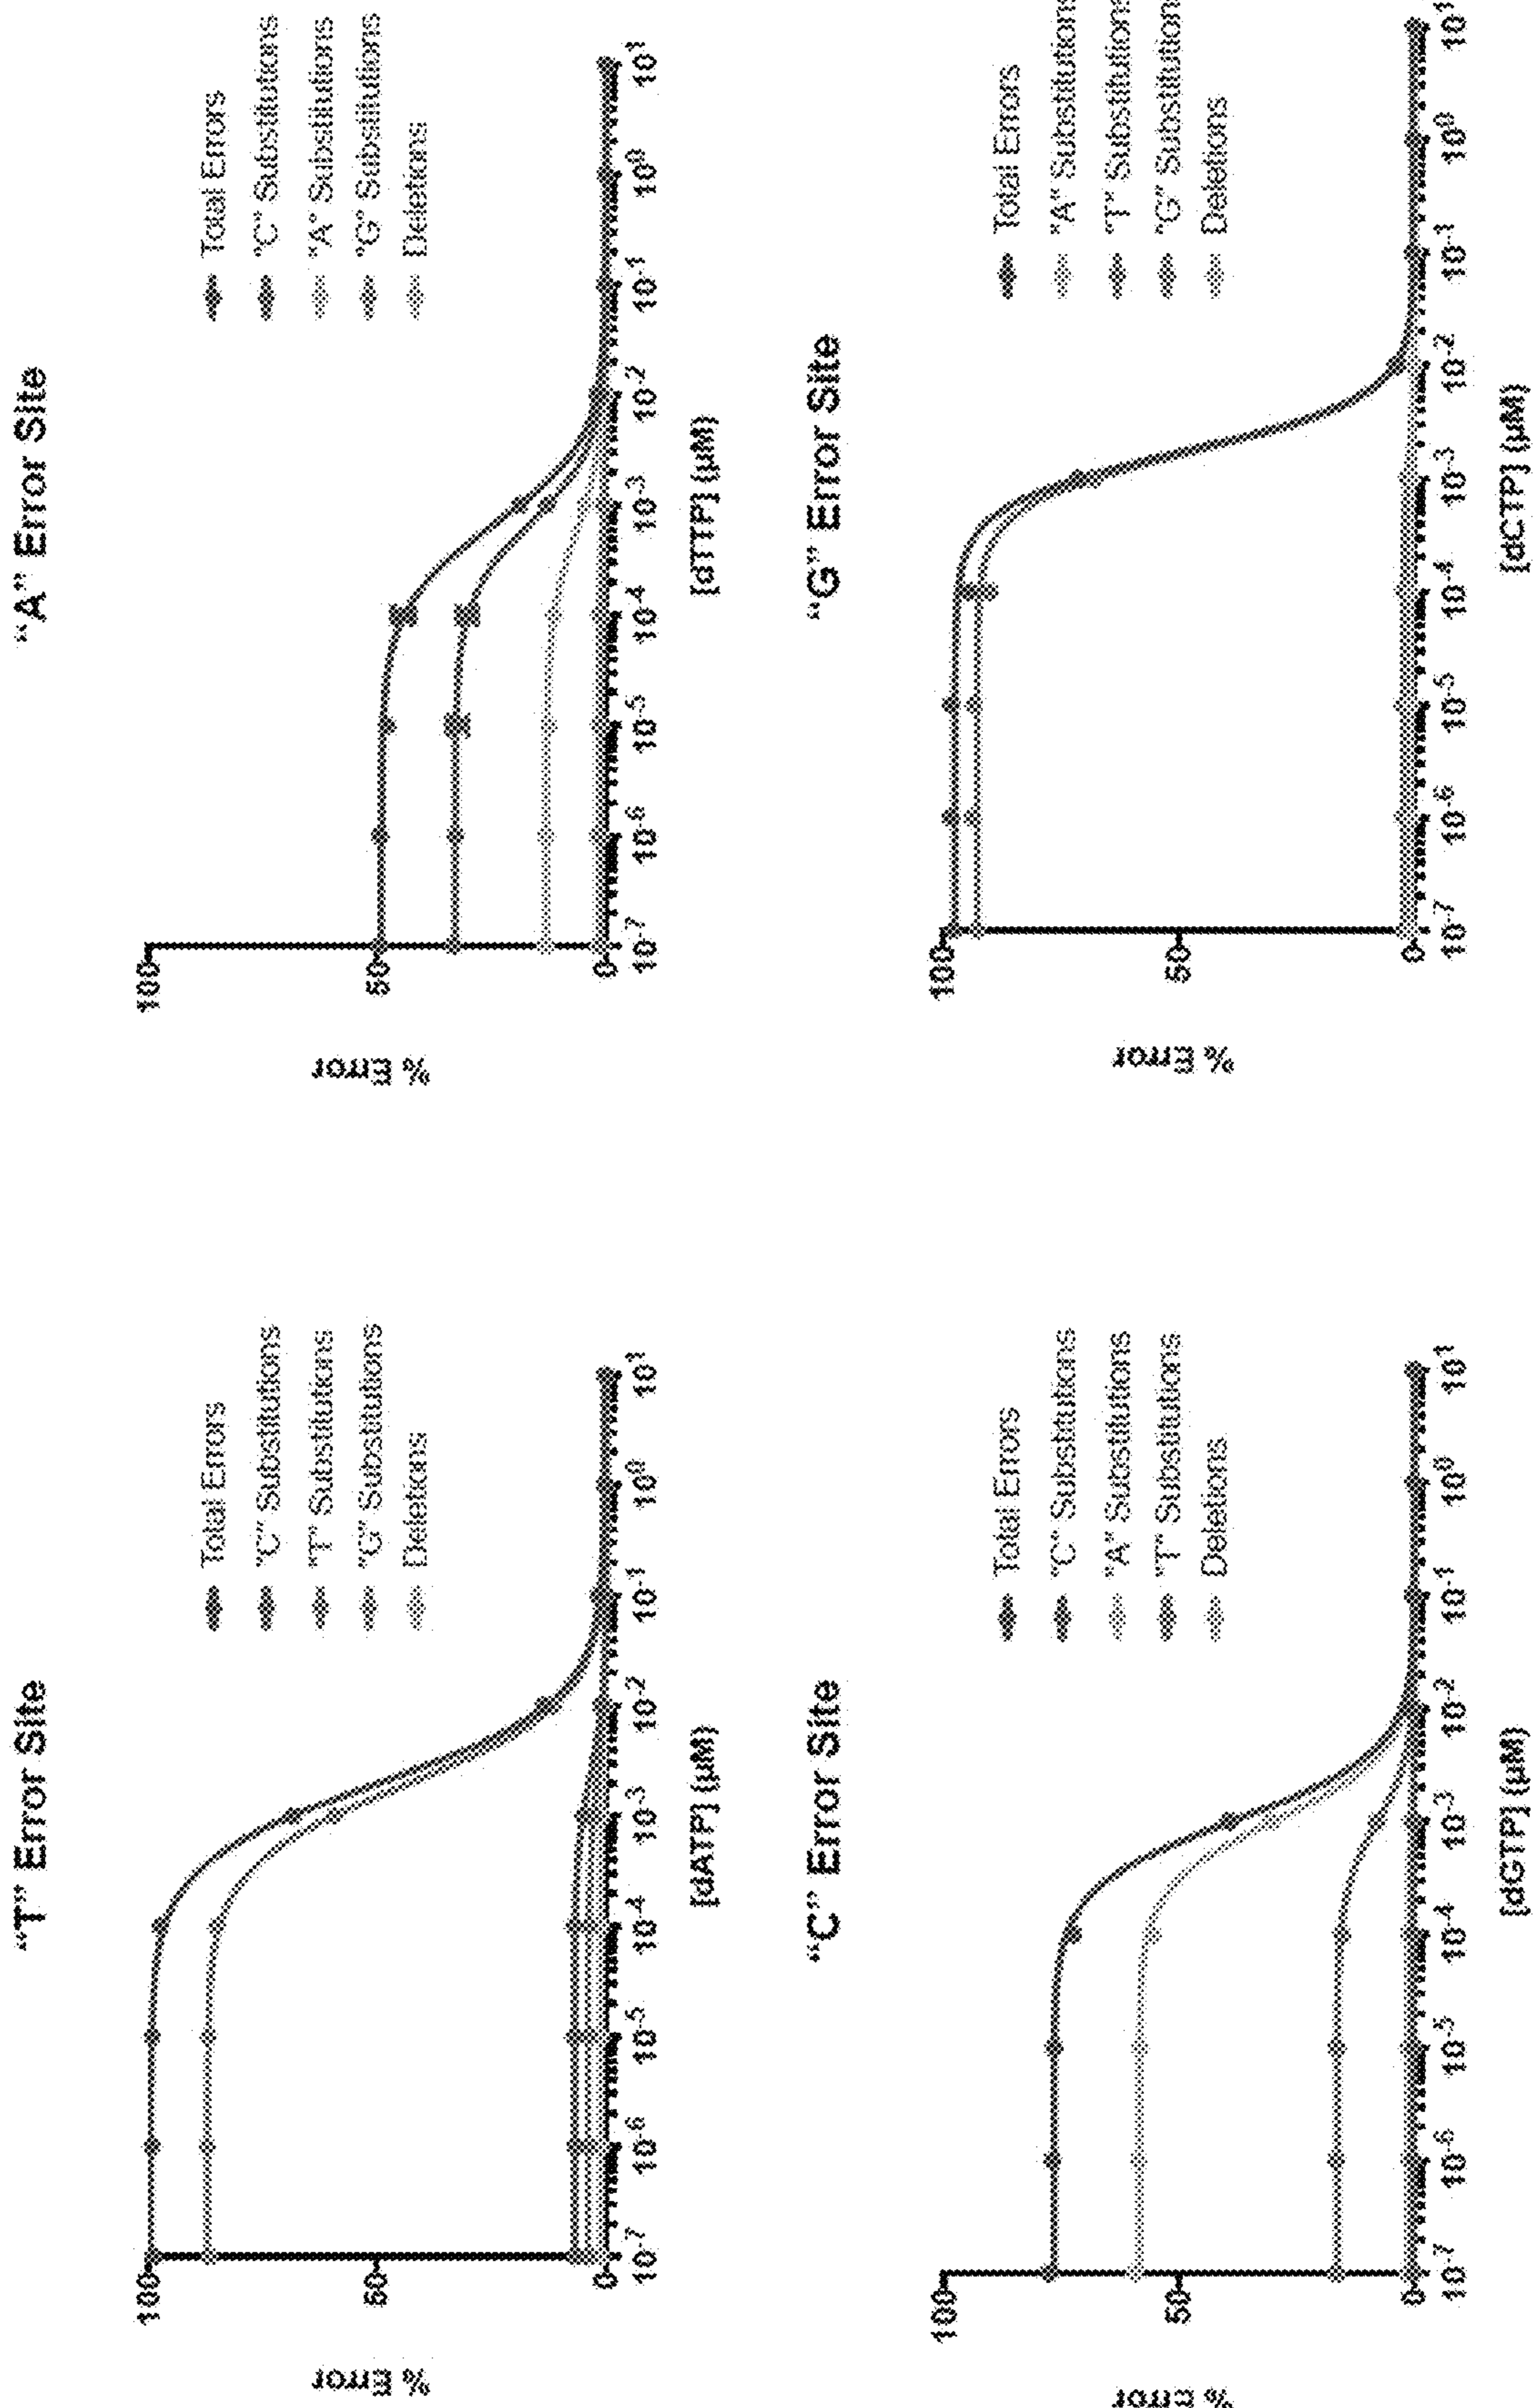 "T" Error Site
% Error
100
50
0
10-7
10-6
10-5
10-4
10-3
10-2
10-1
100
101
[dATP] (µM)
Total Errors
"C" Substitutions
"T" Substitutions
"G" Substitutions
Deletions
"A" Error Site
% Error
100
50
0
10-7
10-6
10-5
10-4
10-3
10-2
10-1
100
101
[dTTP] (µM)
Total Errors
"C" Substitutions
"A" Substitutions
"G" Substitutions
Deletions
"C" Error Site
% Error
100
50
0
10-7
10-6
10-5
10-4
10-3
10-2
10-1
100
101
[dGTP] (µM)
Total Errors
"C" Substitutions
"A" Substitutions
"T" Substitutions
Deletions
"G" Error Site
% Error
100
50
0
10-7
10-6
10-5
10-4
10-3
10-2
10-1
100
101
[dCTP] (µM)
Total Errors
"A" Substitutions
"T" Substitutions
"G" Substitutions
Deletions